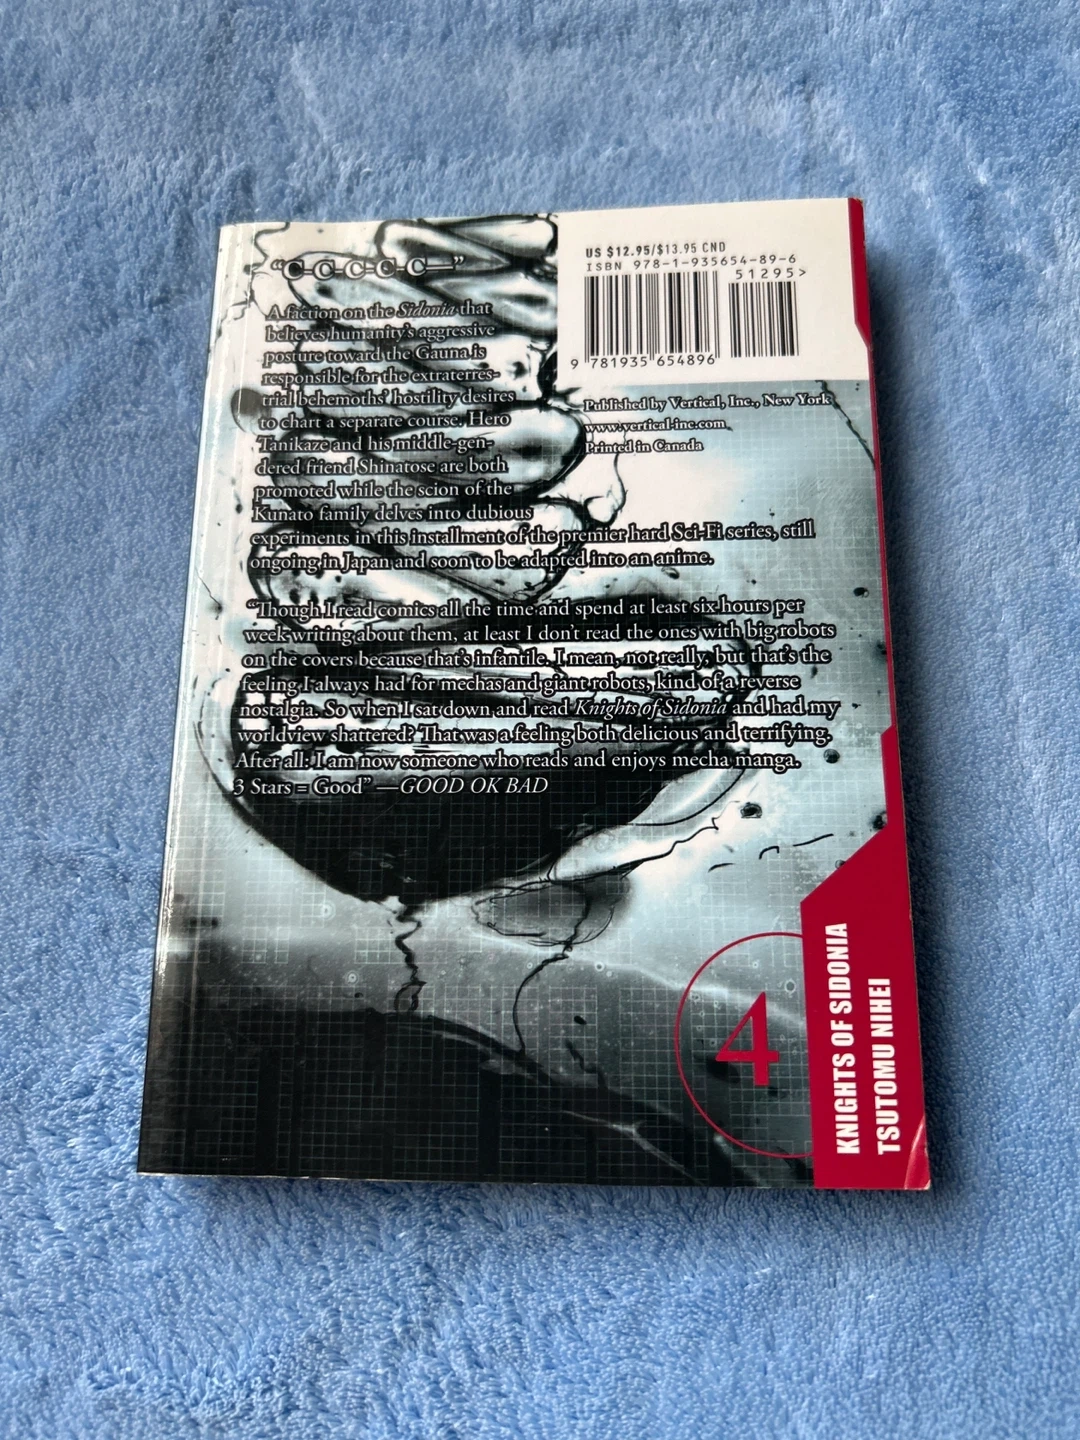 "C-C-C-C-C—"
A faction on the Sidonia that
believes humanity's aggressive
posture toward the Gauna is
responsible for the extraterres-
trial behemoths' hostility desires
to chart a separate course. Hero
Tanikaze and his middle-gen-
dered friend Shinatose are both
promoted while the scion of the
Kunato family delves into dubious
experiments in this installment of the premier hard Sci-Fi series, still
ongoing in Japan and soon to be adapted into an anime.
"Though I read comics all the time and spend at least six hours per
week writing about them, at least I don't read the ones with big robots
on the covers because that's infantile. I mean, not really, but that's the
feeling I always had for mechas and giant robots, kind of a reverse
nostalgia. So when I sat down and read Knights of Sidonia and had my
worldview shattered? That was a feeling both delicious and terrifying.
After all: I am now someone who reads and enjoys mecha manga.
3 Stars = Good" —GOOD OK BAD
US $12.95/$13.95 CND
ISBN 978-1-935654-89-6
51295>
9 781935 654896
Published by Vertical, Inc., New York
www.vertical-inc.com
Printed in Canada
4
KNIGHTS OF SIDONIA
TSUTOMU NIHEI